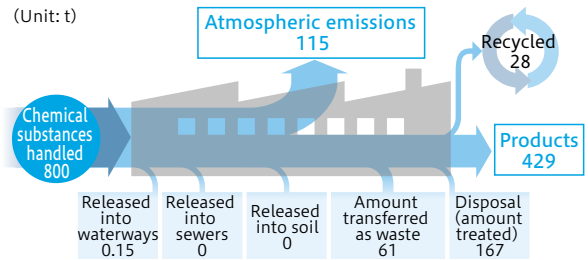 (Unit: t)
Atmospheric emissions
115
Recycled
28
Chemical
substances
handled
800
Products
429
Released
into
waterways
0.15
Released
into
sewers
0
Released
into soil
0
Amount
transferred
as waste
61
Disposal
(amount
treated)
167